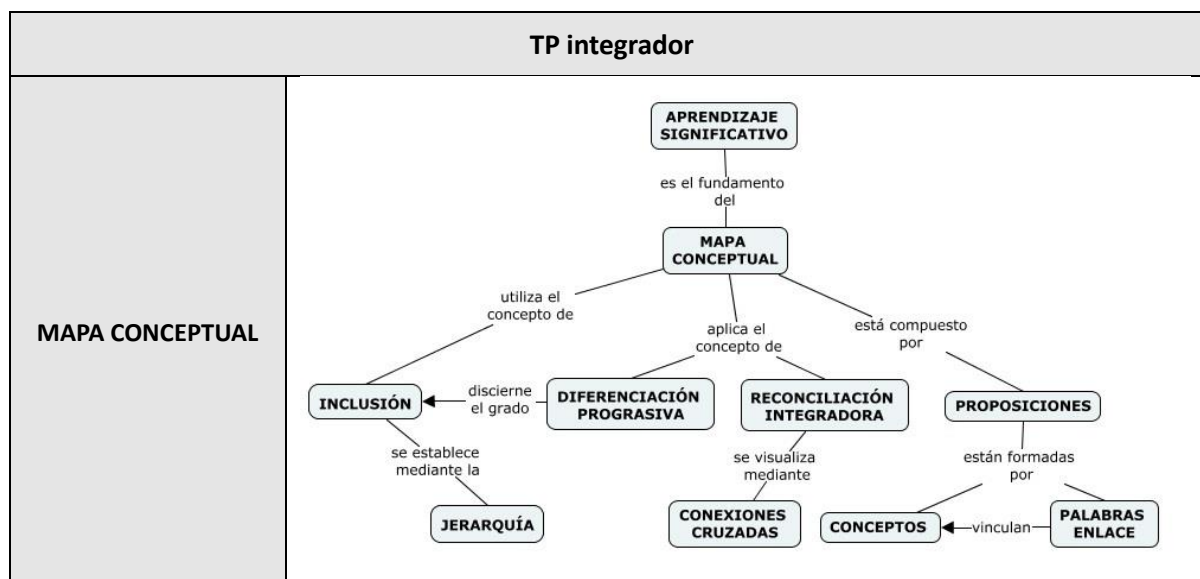 TP integrador
MAPA CONCEPTUAL
APRENDIZAJE
SIGNIFICATIVO
es el fundamento
del
MAPA
CONCEPTUAL
utiliza el
concepto de
aplica el
concepto de
está compuesto
por
INCLUSIÓN
discierne
el grado
DIFERENCIACIÓN
PROGRASIVA
RECONCILIACIÓN
INTEGRADORA
PROPOSICIONES
se establece
mediante la
se visualiza
mediante
están formadas
por
JERARQUÍA
CONEXIONES
CRUZADAS
CONCEPTOS
vinculan
PALABRAS
ENLACE